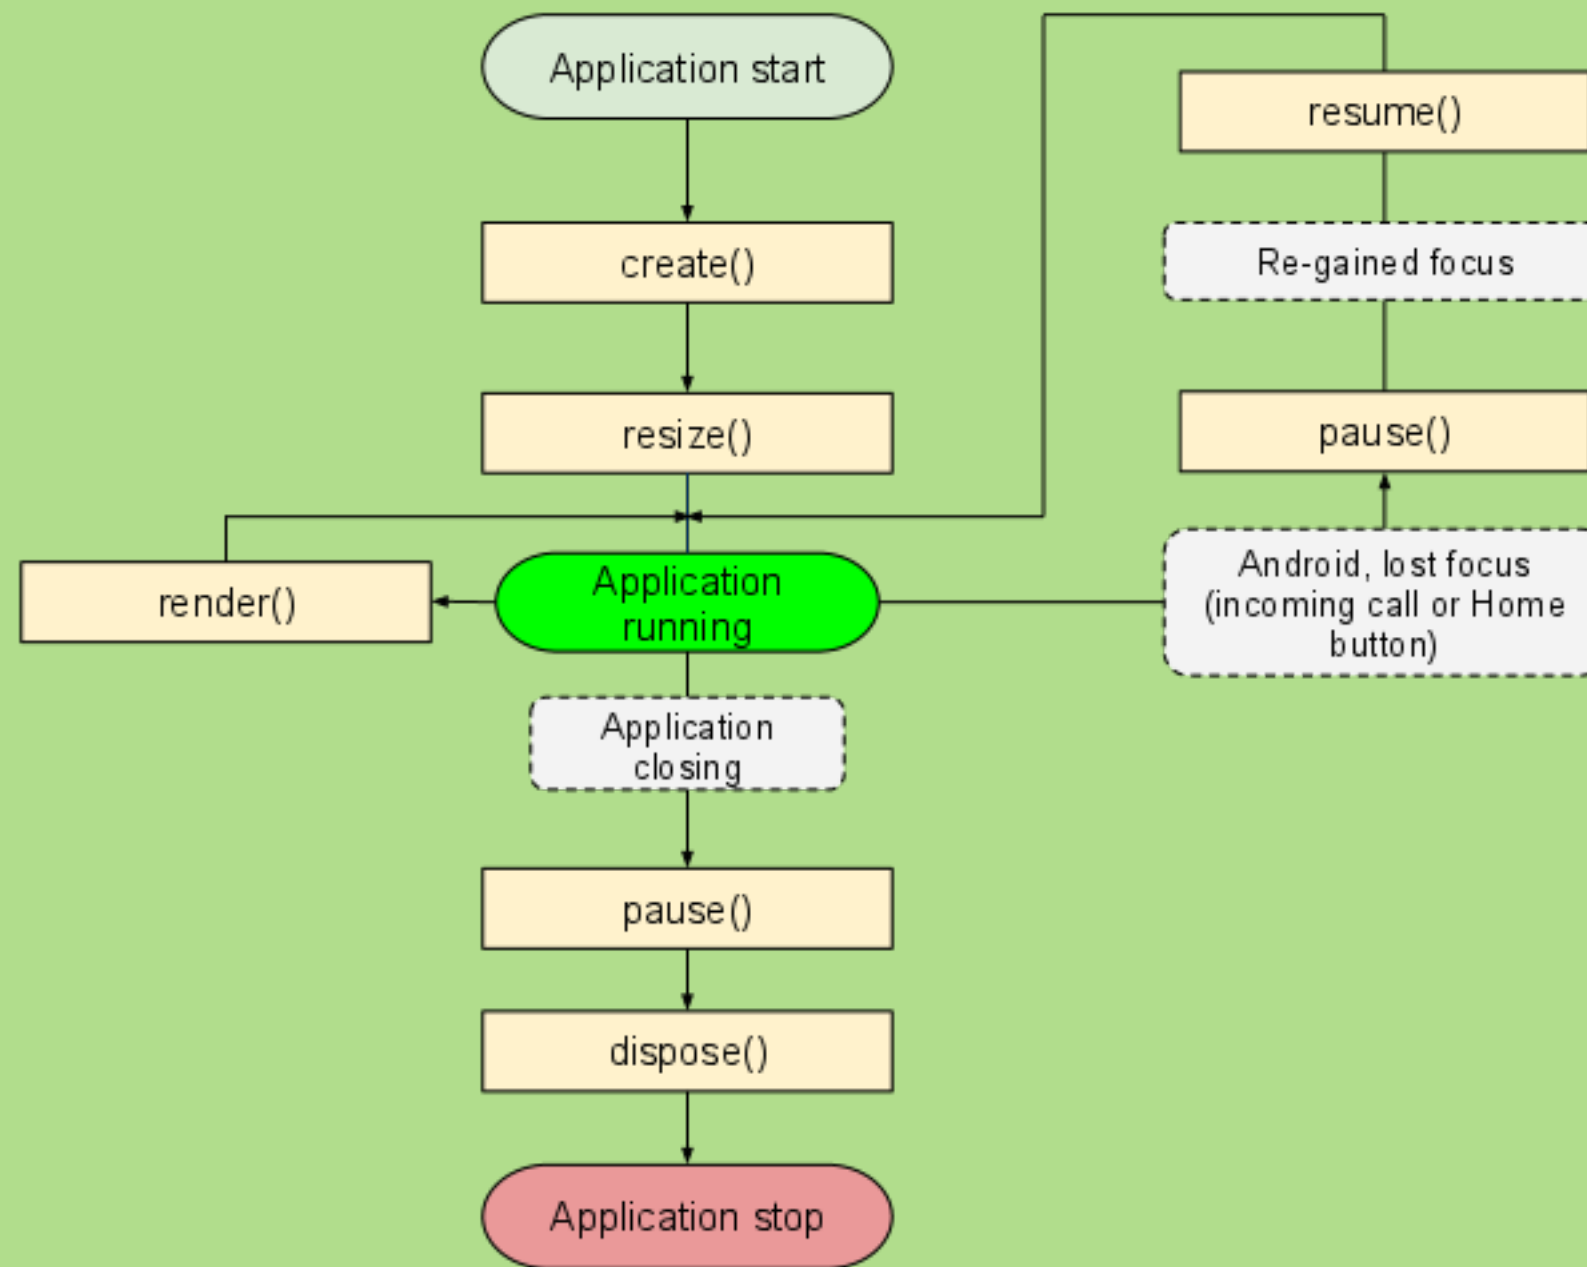 Application start
create()
resize()
render()
Application
running
Application
closing
pause()
dispose()
Application stop
resume()
Re-gained focus
pause()
Android, lost focus
(incoming call or Home
button)